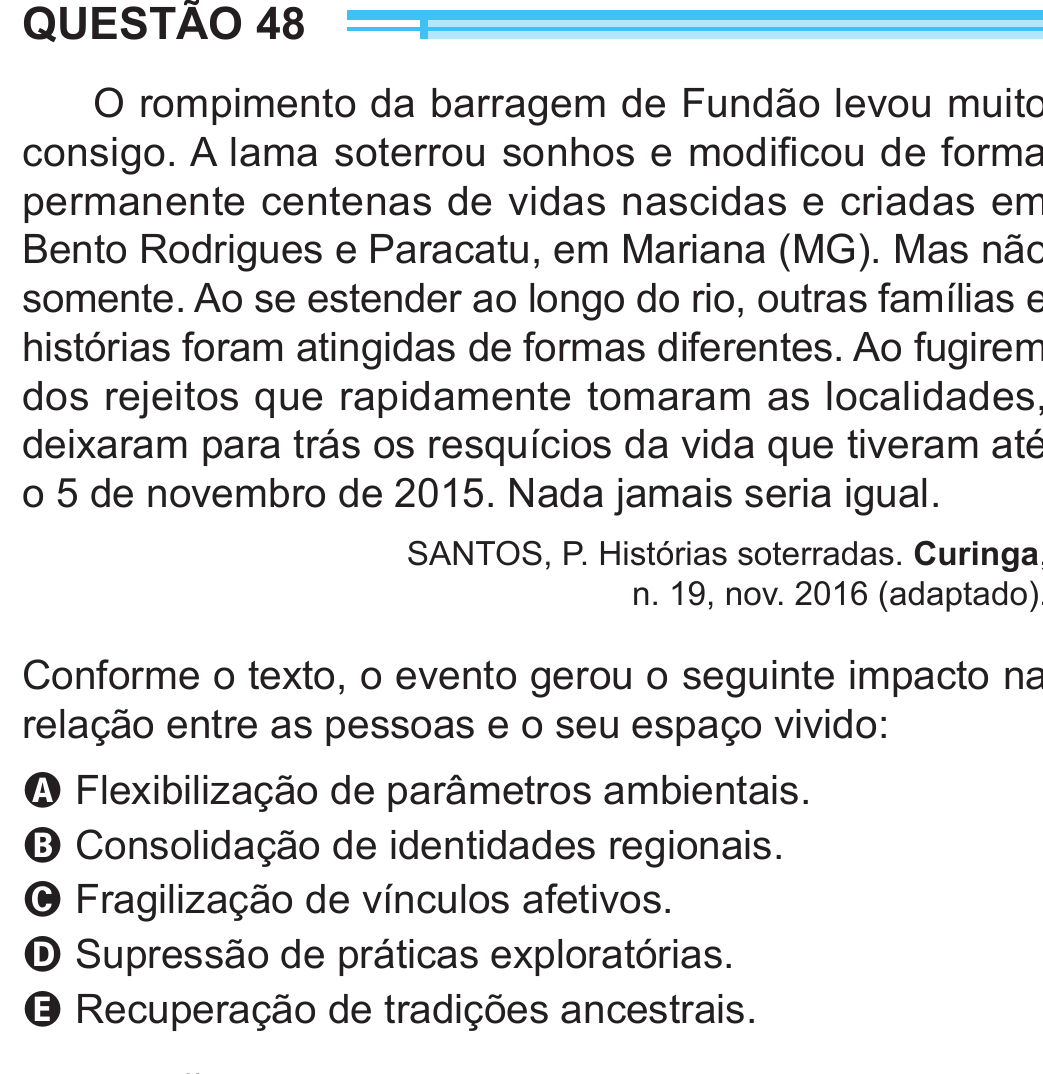 QUESTÃO 48
O rompimento da barragem de Fundão levou muito
consigo. A lama soterrou sonhos e modificou de forma
permanente centenas de vidas nascidas e criadas em
Bento Rodrigues e Paracatu, em Mariana (MG). Mas não
somente. Ao se estender ao longo do rio, outras famílias e
histórias foram atingidas de formas diferentes. Ao fugirem
dos rejeitos que rapidamente tomaram as localidades,
deixaram para trás os resquícios da vida que tiveram até
o 5 de novembro de 2015. Nada jamais seria igual.
SANTOS, P. Histórias soterradas. Curinga,
n. 19, nov. 2016 (adaptado).
Conforme o texto, o evento gerou o seguinte impacto na
relação entre as pessoas e o seu espaço vivido:
A Flexibilização de parâmetros ambientais.
B Consolidação de identidades regionais.
C Fragilização de vínculos afetivos.
D Supressão de práticas exploratórias.
E Recuperação de tradições ancestrais.